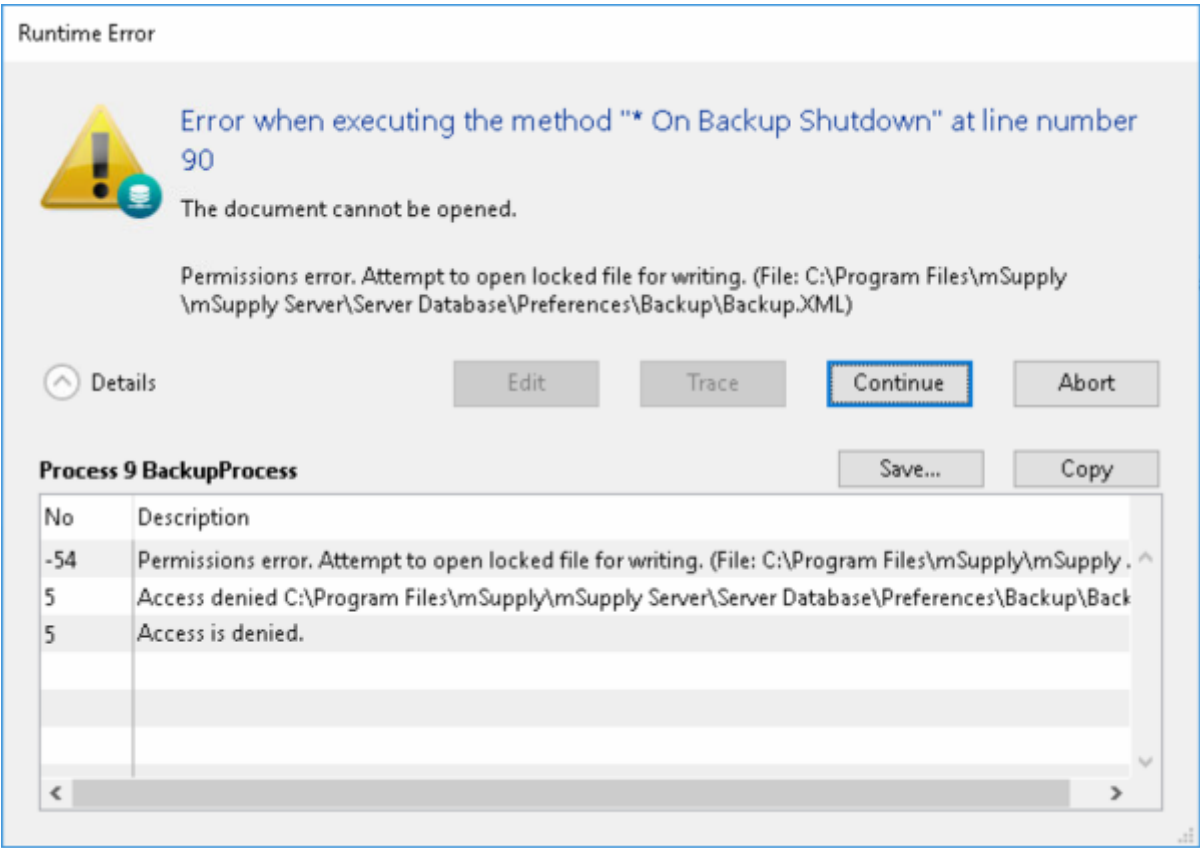 Runtime Error
Error when executing the method "* On Backup Shutdown" at line number
90
The document cannot be opened.
Permissions error. Attempt to open locked file for writing. (File: C:\Program Files\mSupply
\mSupply Server\Server Database\Preferences\Backup\Backup.XML)
Details Edit Trace Continue Abort
Process 9 BackupProcess Save... Copy
No Description
-54 Permissions error. Attempt to open locked file for writing. (File: C:\Program Files\mSupply\mSupply .
5 Access denied C:\Program Files\mSupply\mSupply Server\Server Database\Preferences\Backup\Back
5 Access is denied.